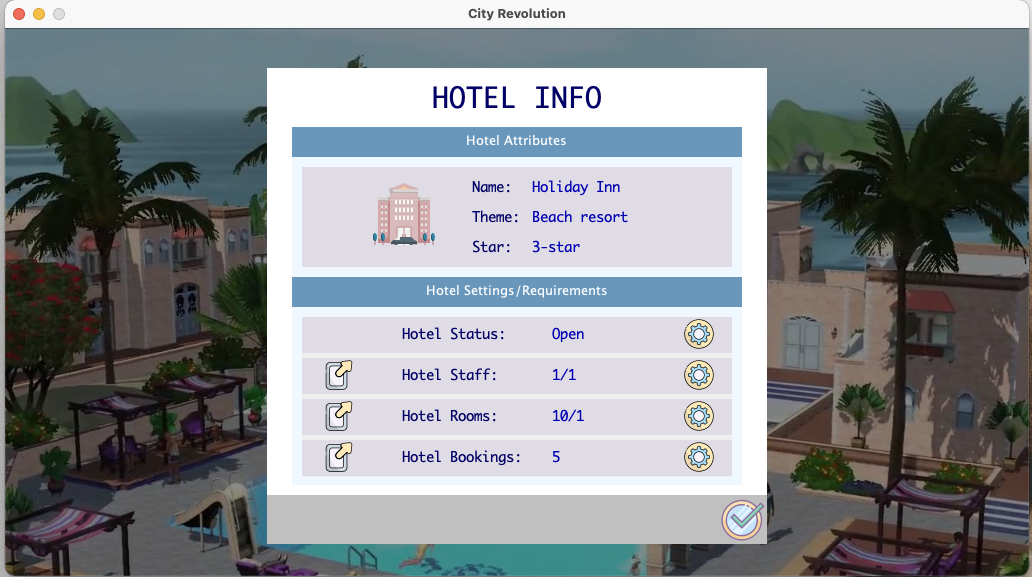 City Revolution
HOTEL INFO
Hotel Attributes
Name: Holiday Inn
Theme: Beach resort
Star: 3-star
Hotel Settings/Requirements
Hotel Status: Open
Hotel Staff: 1/1
Hotel Rooms: 10/1
Hotel Bookings: 5